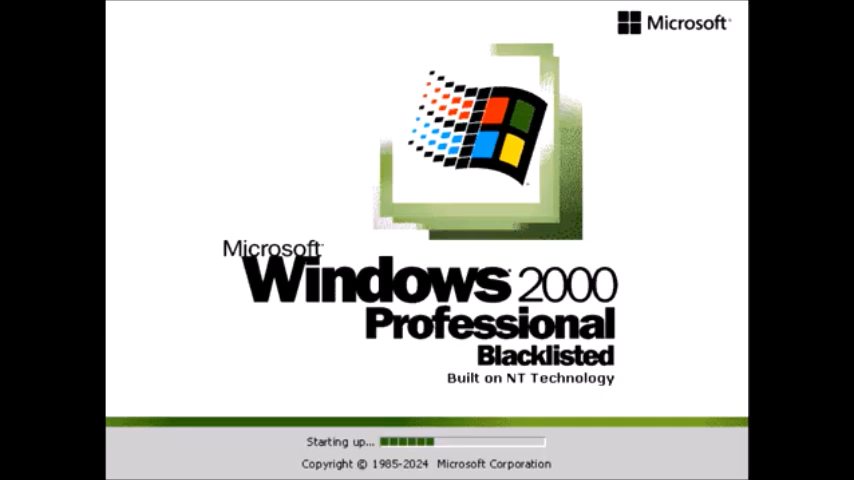 Microsoft
Microsoft
Windows 2000
Professional
Blacklisted
Built on NT Technology
Starting up...
Copyright © 1985-2024 Microsoft Corporation